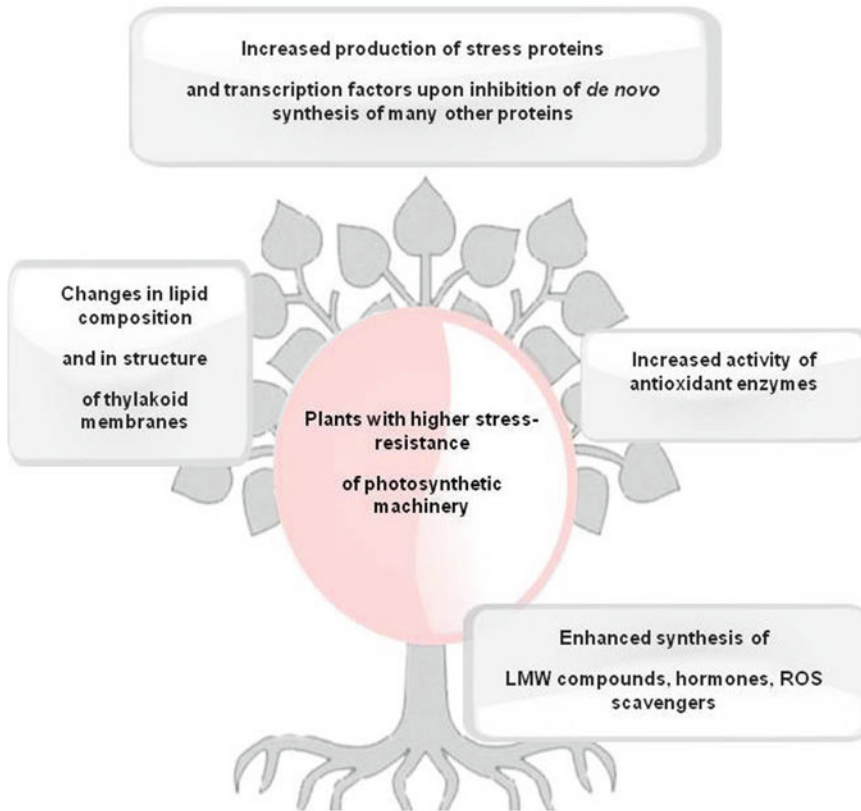 Increased production of stress proteins
and transcription factors upon inhibition of de novo
synthesis of many other proteins
Changes in lipid
composition
and in structure
of thylakoid
membranes
Increased activity of
antioxidant enzymes
Plants with higher stress-
resistance
of photosynthetic
machinery
Enhanced synthesis of
LMW compounds, hormones, ROS
scavengers